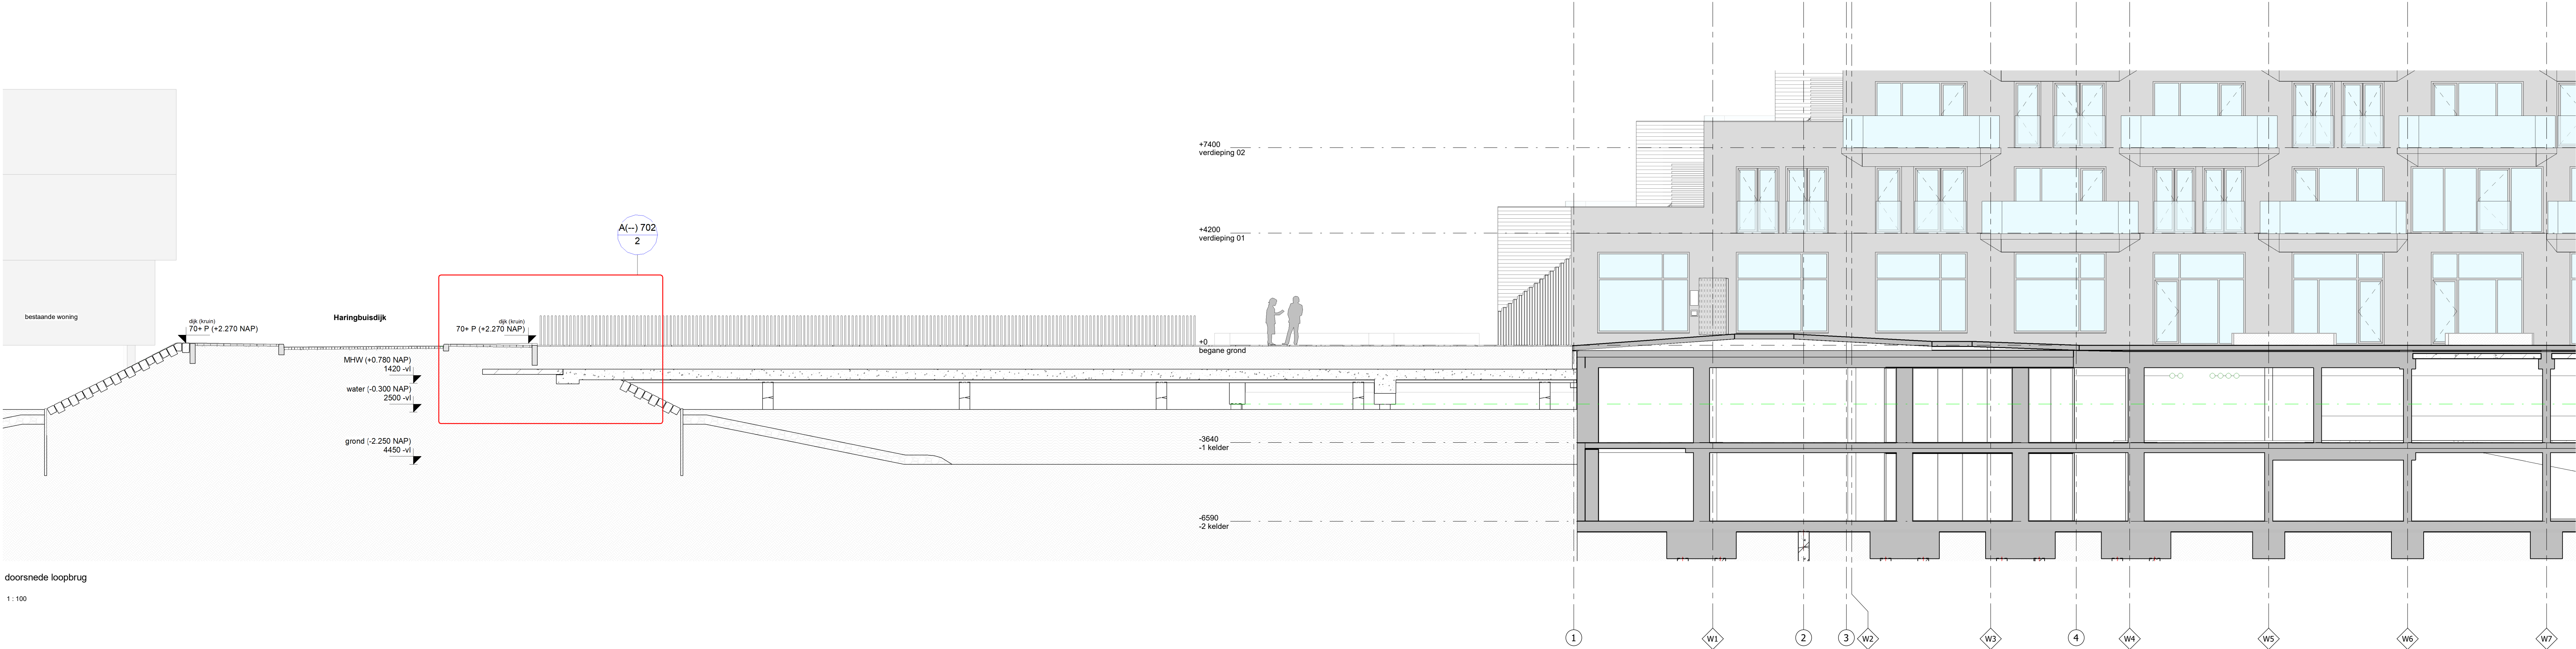 +7400
verdieping 02
A(--) 702
2
+4200
verdieping 01
bestaande woning
dijk (kruin)
70+ P (+2.270 NAP)
Haringbuisdijk
dijk (kruin)
70+ P (+2.270 NAP)
+0
begane grond
MHW (+0.780 NAP)
1420 -vl
water (-0.300 NAP)
2500 -vl
grond (-2.250 NAP)
4450 -vl
-3640
-1 kelder
-6590
-2 kelder
doorsnede loopbrug
1 : 100
1
W1
2
3
W2
W3
4
W4
W5
W6
W7